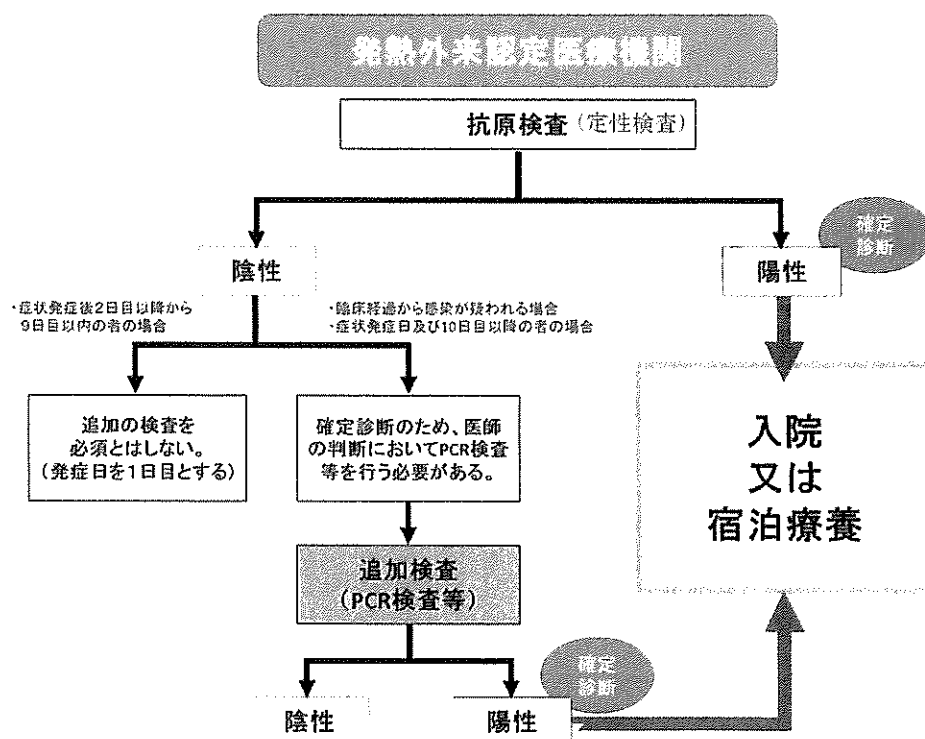 発熱外来認定医療機関
抗原検査（定性検査）
確定
診断
陰性
陽性
・症状発症後2日目以降から
9日目以内の者の場合
・臨床経過から感染が疑われる場合
・症状発症日及び10日目以降の者の場合
追加の検査を
必須とはしない。
（発症日を1日目とする）
確定診断のため、医師
の判断においてPCR検査
等を行う必要がある。
入院
又は
宿泊療養
追加検査
（PCR検査等）
確定
診断
陰性
陽性